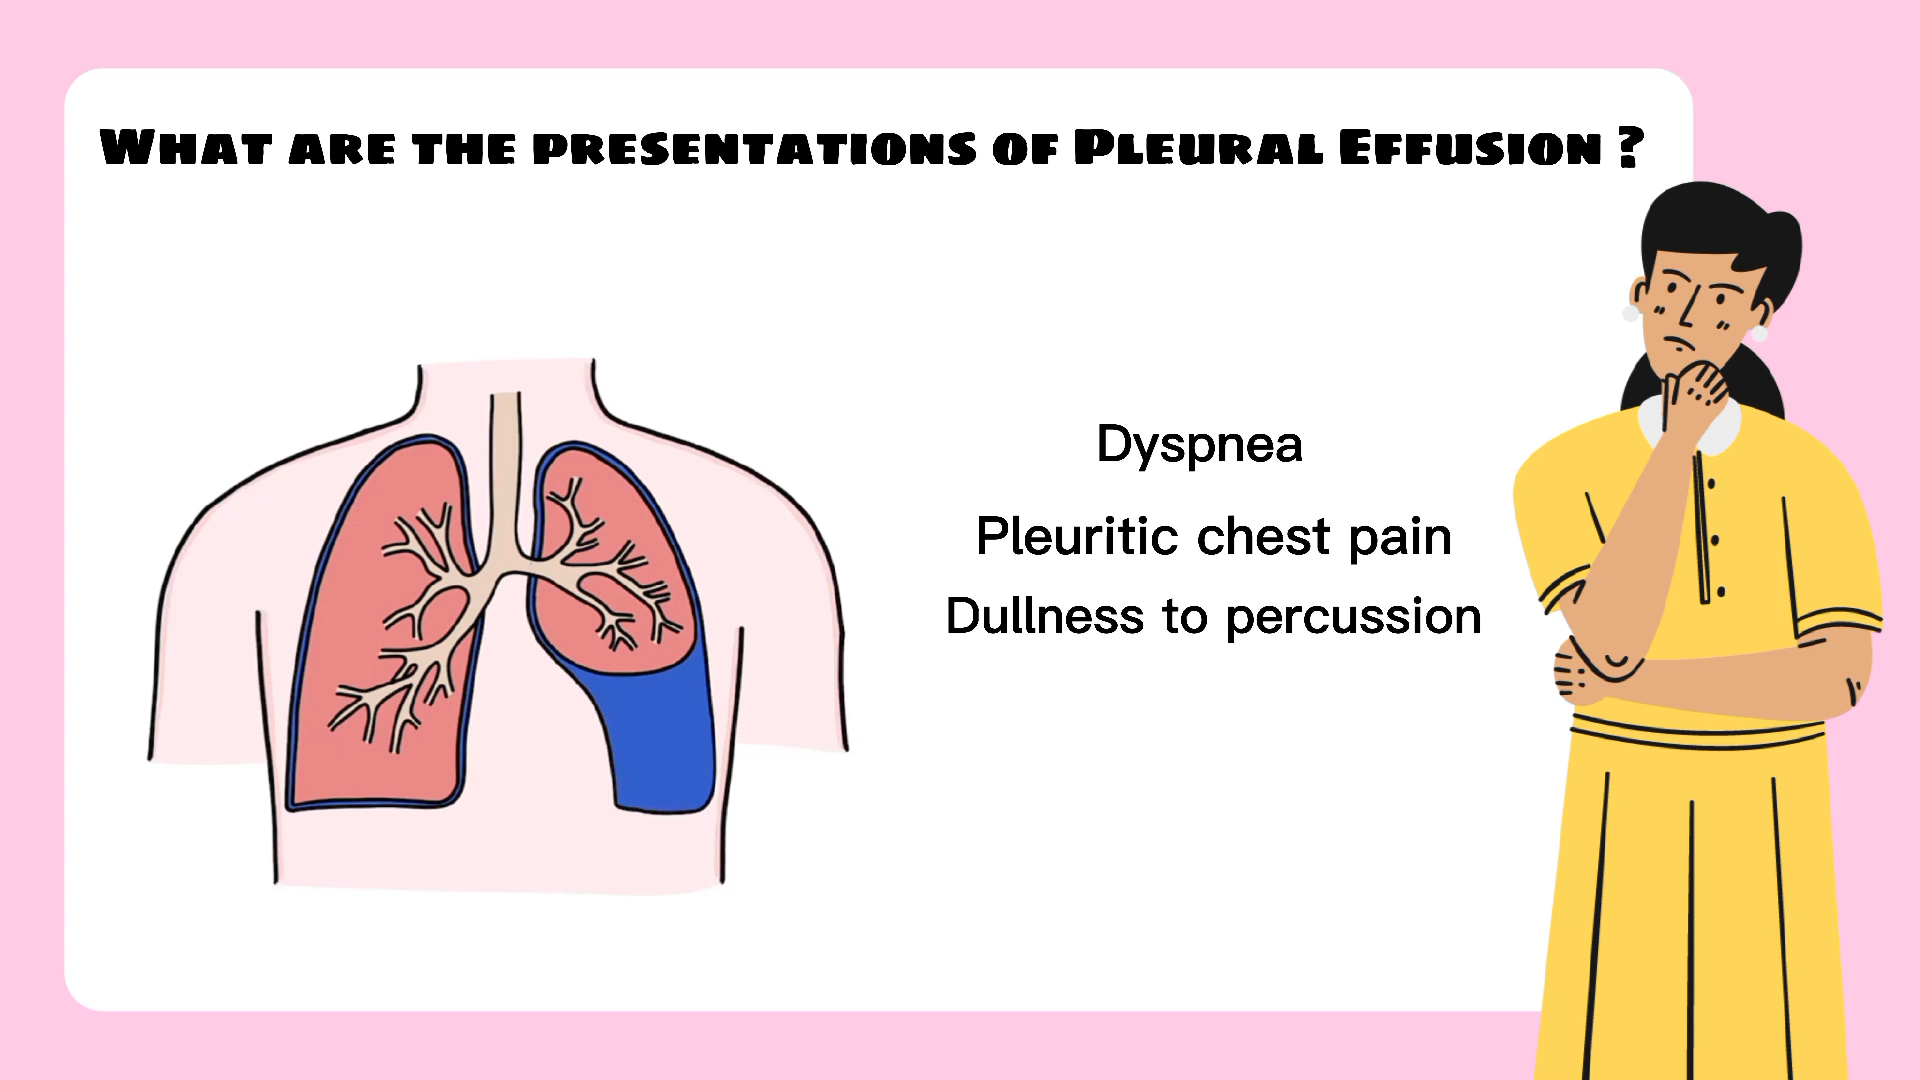 What are the presentations of Pleural Effusion ?
Dyspnea
Pleuritic chest pain
Dullness to percussion